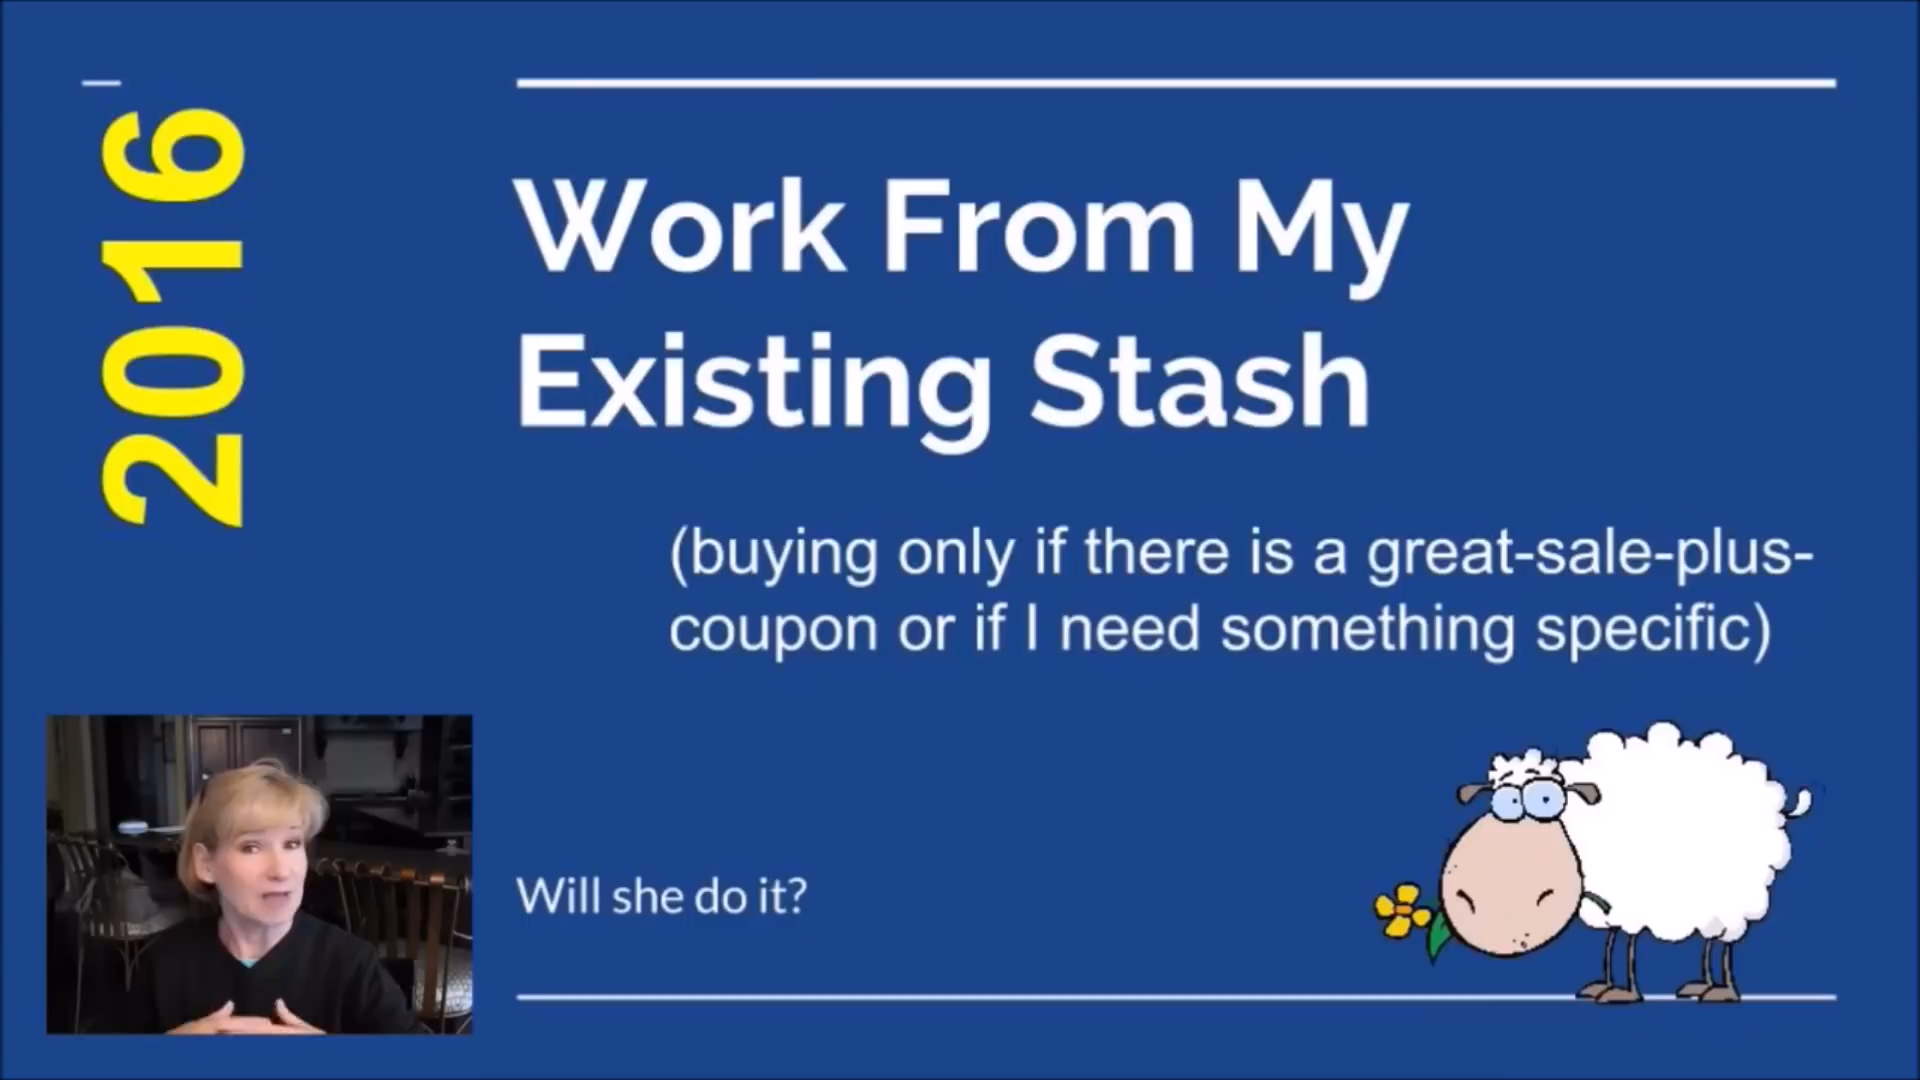 2016
Work From My
Existing Stash
(buying only if there is a great-sale-plus-
coupon or if I need something specific)
Will she do it?